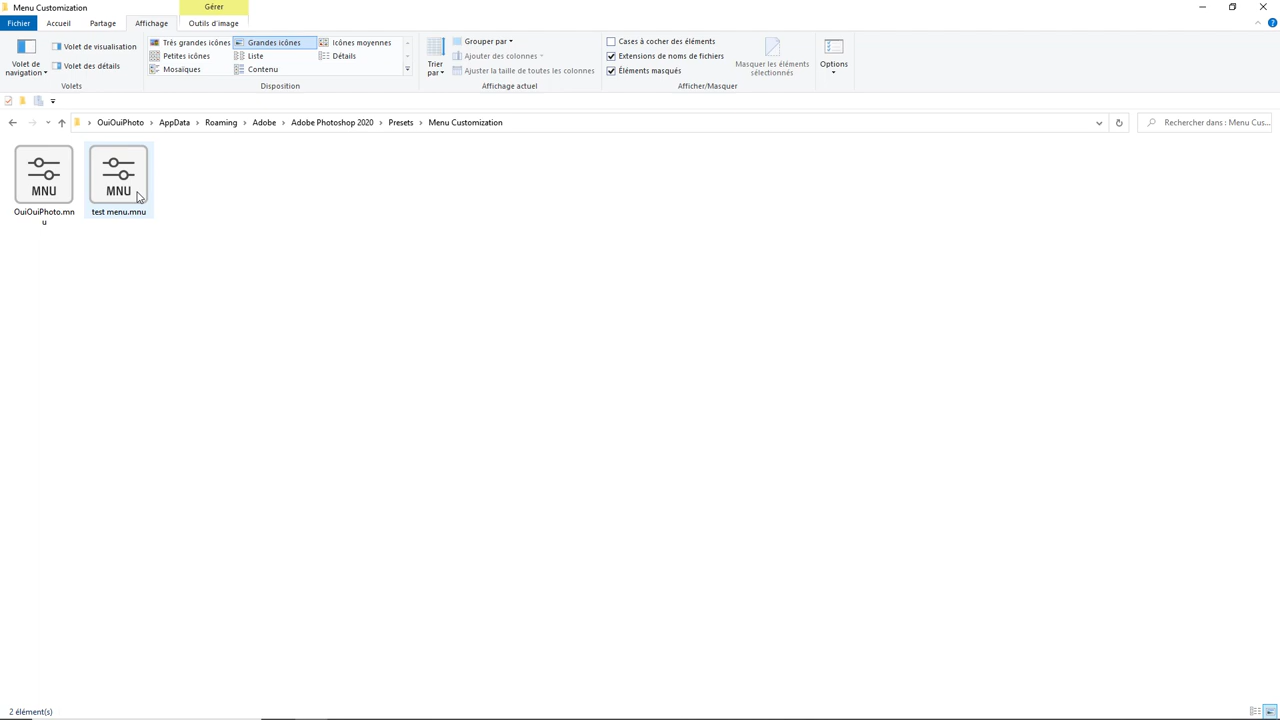 Menu Customization
Gérer
Fichier
Accueil
Partage
Affichage
Outils d'image
Volet de navigation
Volet de visualisation
Volet des détails
Volets
Très grandes icônes
Grandes icônes
Icônes moyennes
Petites icônes
Liste
Détails
Mosaïques
Contenu
Disposition
Trier par
Grouper par
Ajouter des colonnes
Ajuster la taille de toutes les colonnes
Affichage actuel
Cases à cocher des éléments
Extensions de noms de fichiers
Éléments masqués
Masquer les éléments
sélectionnés
Afficher/Masquer
Options
OuiOuiPhoto > AppData > Roaming > Adobe > Adobe Photoshop 2020 > Presets > Menu Customization
Rechercher dans : Menu Cus...
MNU
OuiOuiPhoto.mn
u
MNU
test menu.mnu
2 élément(s)